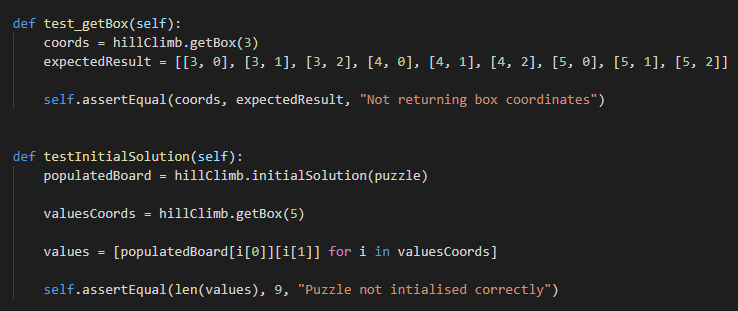 def test_getBox(self):
    coords = hillClimb.getBox(3)
    expectedResult = [[3, 0], [3, 1], [3, 2], [4, 0], [4, 1], [4, 2], [5, 0], [5, 1], [5, 2]]
    self.assertEqual(coords, expectedResult, "Not returning box coordinates")
def testInitialSolution(self):
    populatedBoard = hillClimb.initialSolution(puzzle)
    valuesCoords = hillClimb.getBox(5)
    values = [populatedBoard[i[0]][i[1]] for i in valuesCoords]
    self.assertEqual(len(values), 9, "Puzzle not intialised correctly")